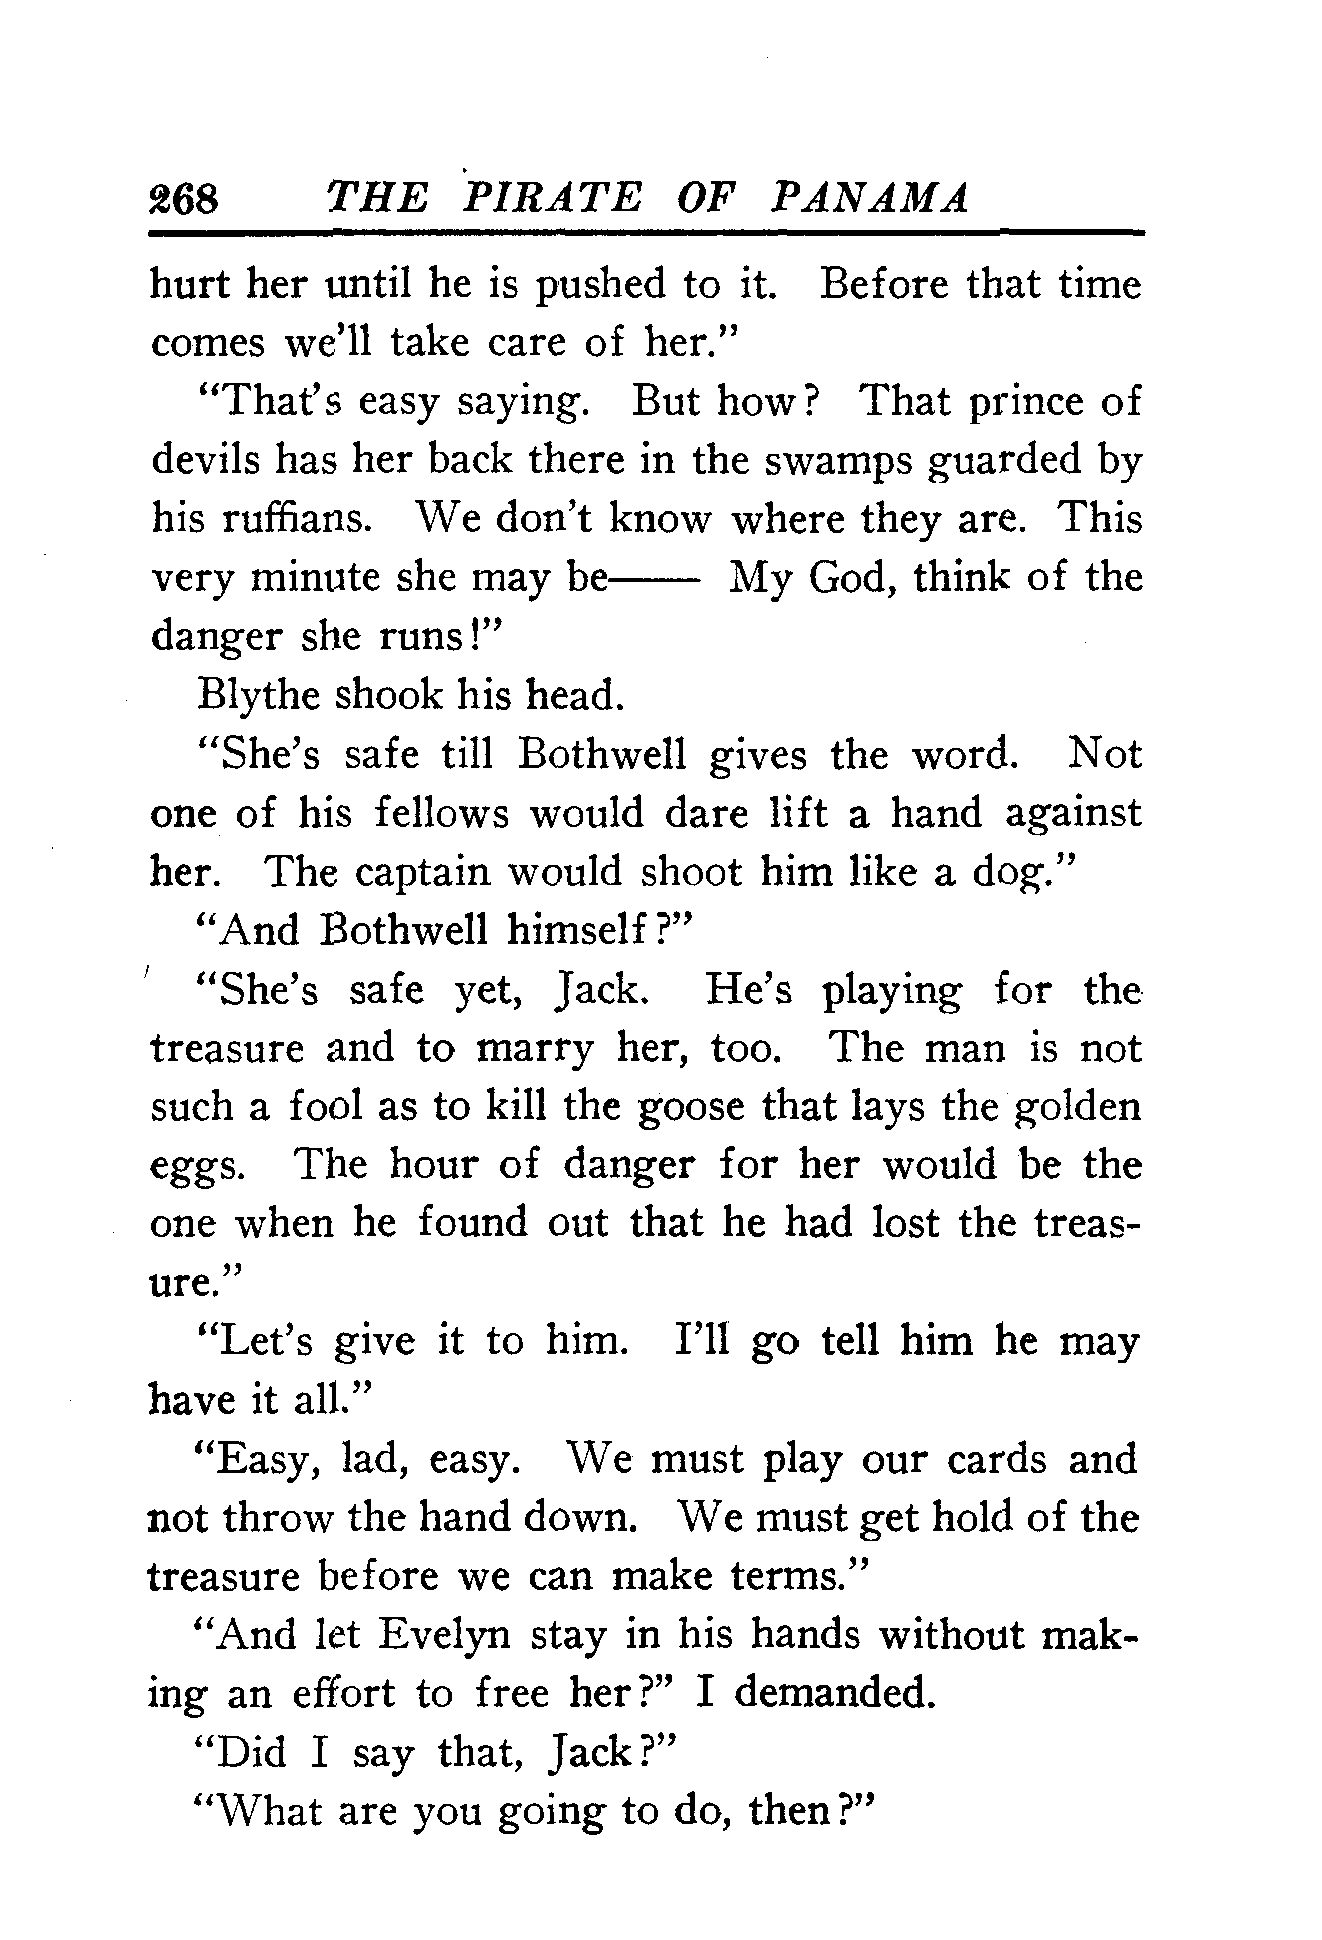 268 THE PIRATE OF PANAMA
hurt her until he is pushed to it. Before that time
comes we'll take care of her."
"That's easy saying. But how? That prince of
devils has her back there in the swamps guarded by
his ruffians. We don't know where they are. This
very minute she may be—— My God, think of the
danger she runs!"
Blythe shook his head.
"She's safe till Bothwell gives the word. Not
one of his fellows would dare lift a hand against
her. The captain would shoot him like a dog."
"And Bothwell himself?"
"She's safe yet, Jack. He's playing for the
treasure and to marry her, too. The man is not
such a fool as to kill the goose that lays the golden
eggs. The hour of danger for her would be the
one when he found out that he had lost the treas-
ure."
"Let's give it to him. I'll go tell him he may
have it all."
"Easy, lad, easy. We must play our cards and
not throw the hand down. We must get hold of the
treasure before we can make terms."
"And let Evelyn stay in his hands without mak-
ing an effort to free her?" I demanded.
"Did I say that, Jack?"
"What are you going to do, then?"